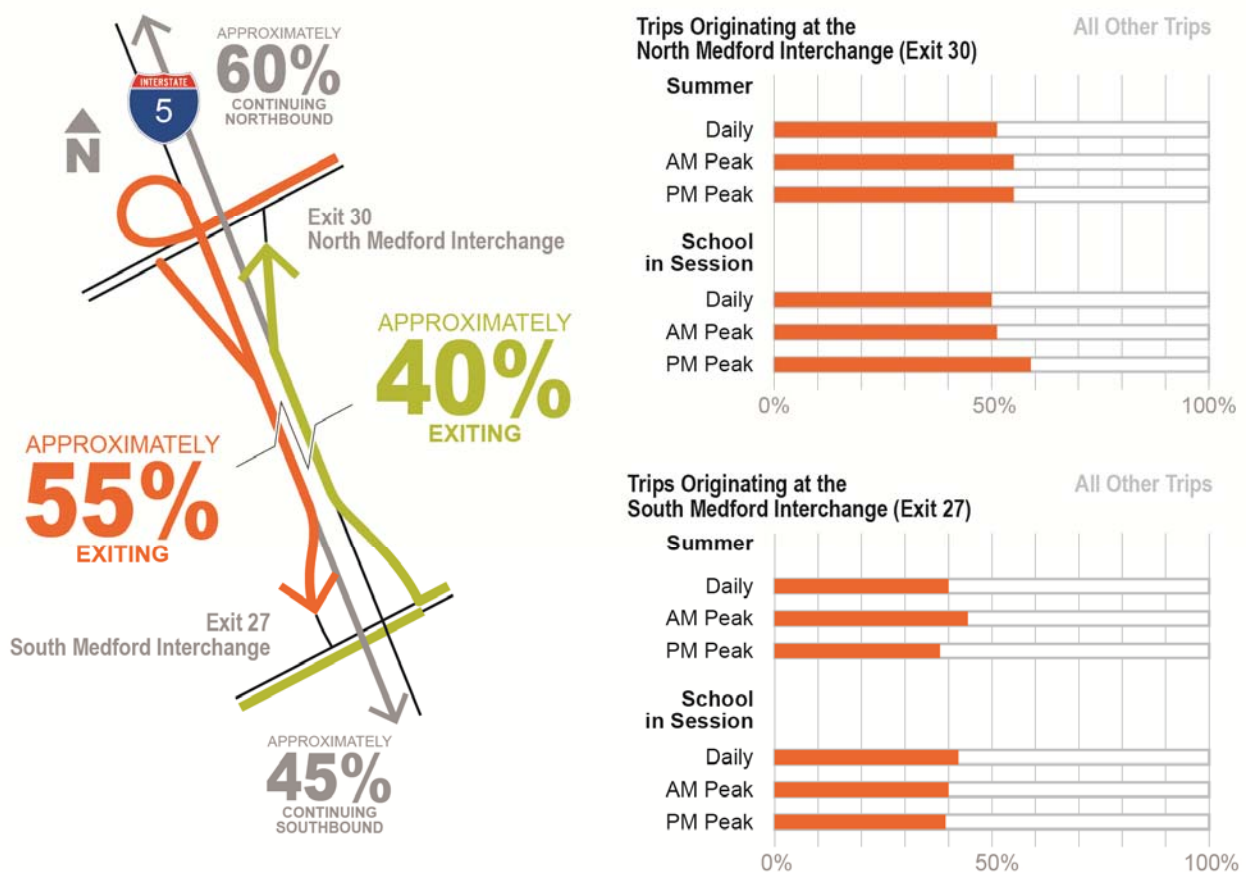 APPROXIMATELY
60%
CONTINUING
NORTHBOUND
INTERSTATE
5
N
Exit 30
North Medford Interchange
APPROXIMATELY
40%
EXITING
APPROXIMATELY
55%
EXITING
Exit 27
South Medford Interchange
APPROXIMATELY
45%
CONTINUING
SOUTHBOUND
Trips Originating at the
North Medford Interchange (Exit 30)
All Other Trips
Summer
Daily
AM Peak
PM Peak
School
in Session
Daily
AM Peak
PM Peak
0% 50% 100%
Trips Originating at the
South Medford Interchange (Exit 27)
All Other Trips
Summer
Daily
AM Peak
PM Peak
School
in Session
Daily
AM Peak
PM Peak
0% 50% 100%